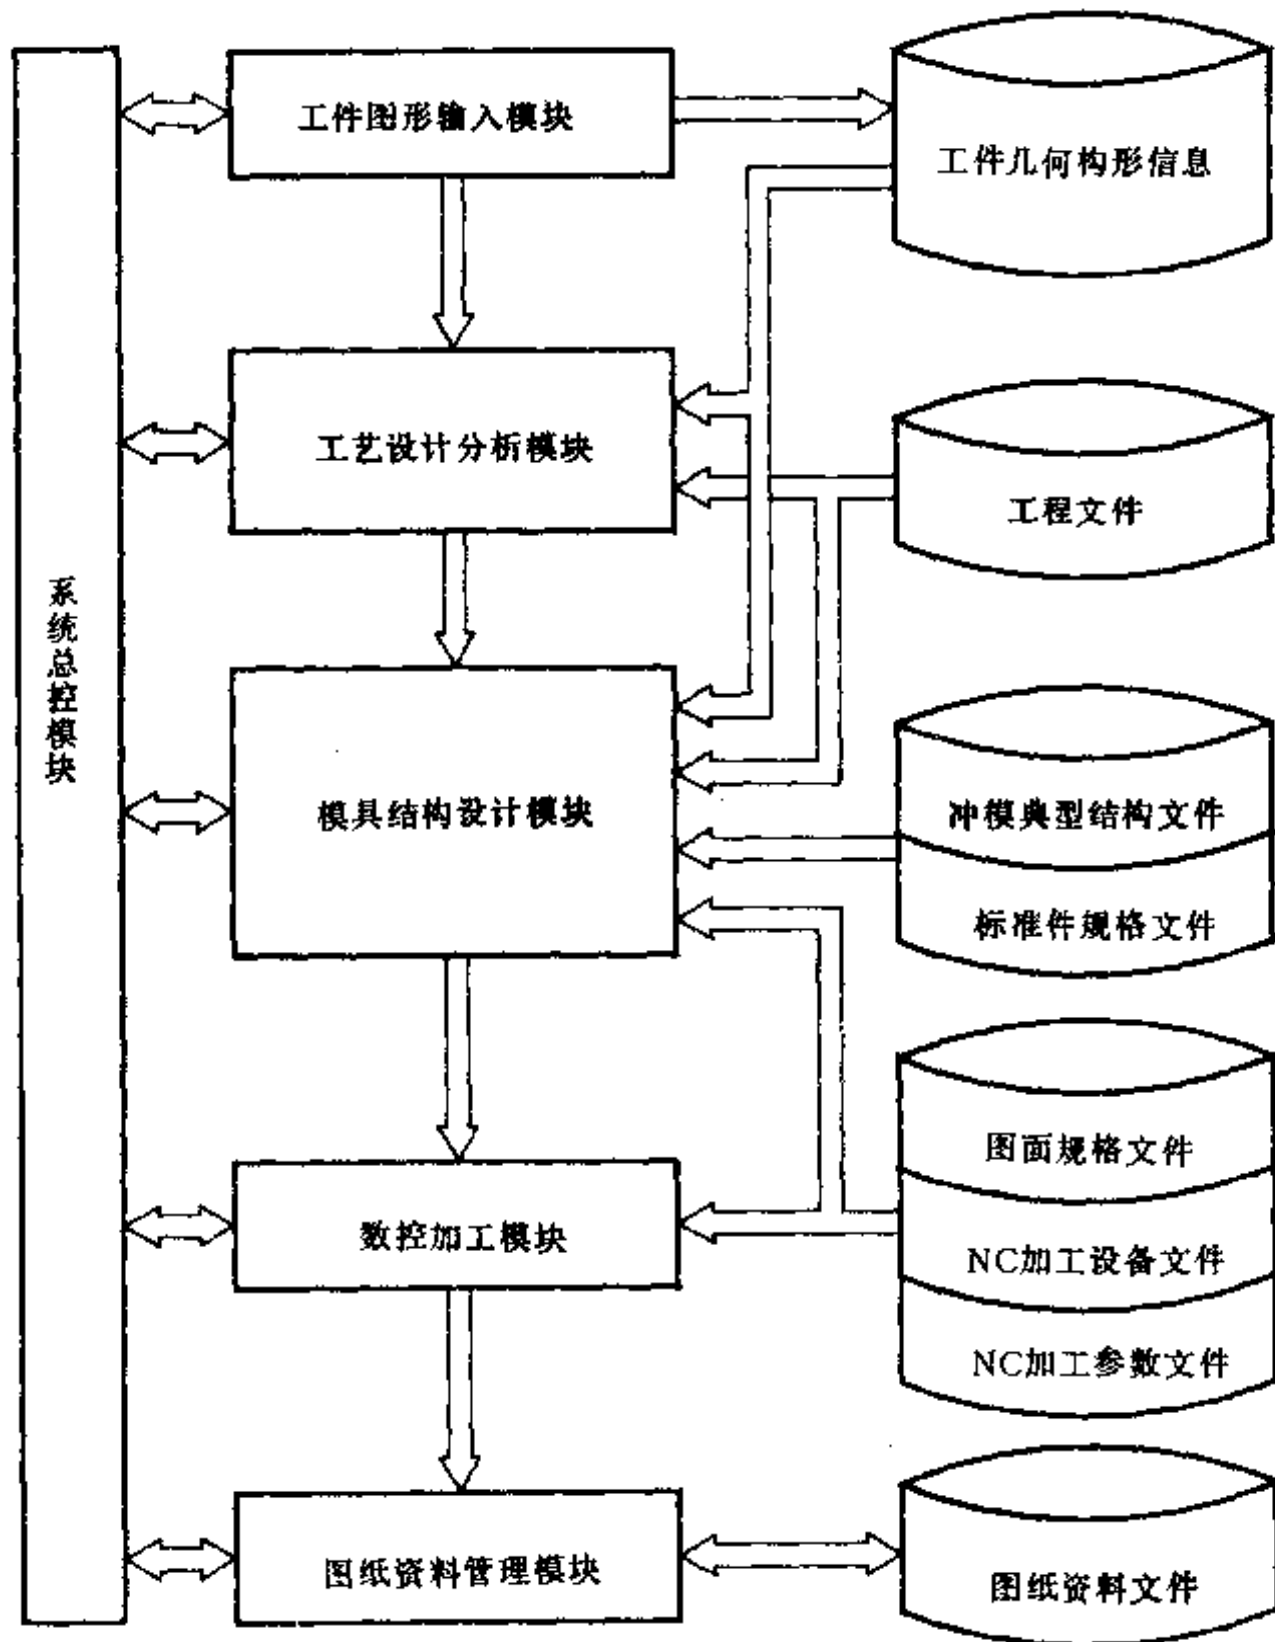 工件图形输入模块
工件几何构形信息
工艺设计分析模块
工程文件
系统总控模块
模具结构设计模块
冲模典型结构文件
标准件规格文件
图面规格文件
数控加工模块
NC加工设备文件
NC加工参数文件
图纸资料管理模块
图纸资料文件